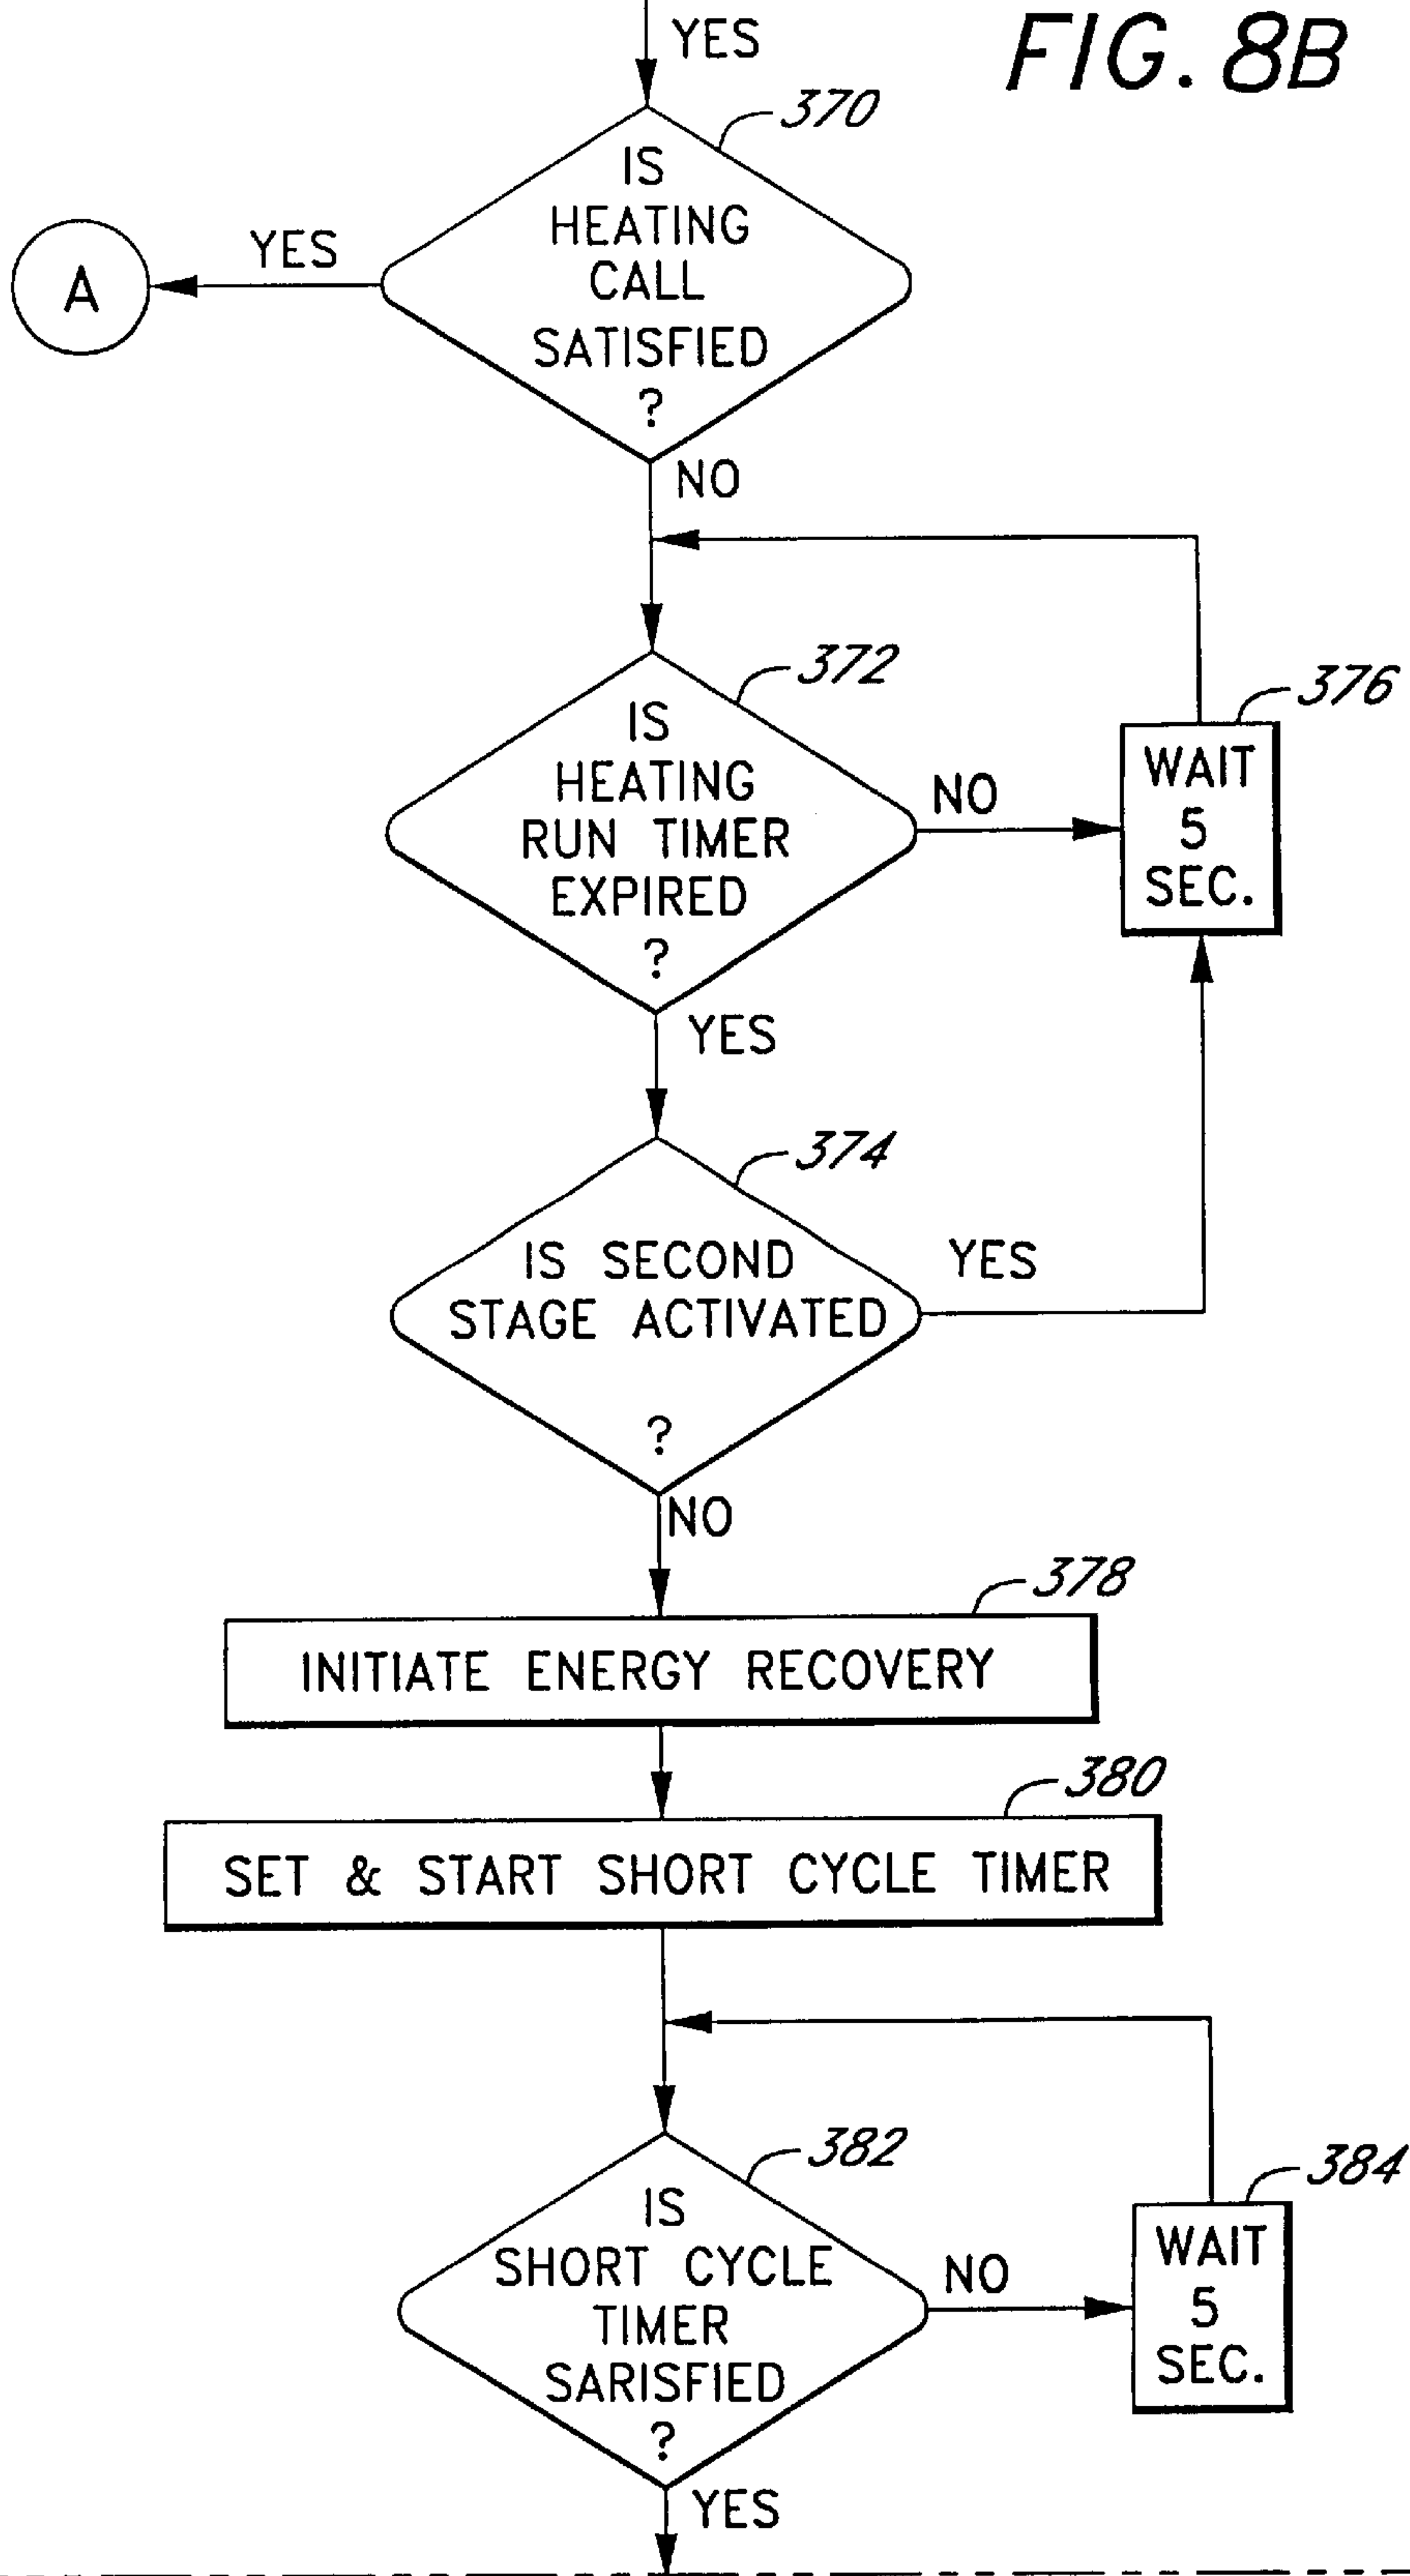 FIG. 8B
YES
370
IS
HEATING
CALL
SATISFIED
?
YES
A
NO
372
IS
HEATING
RUN TIMER
EXPIRED
?
NO
376
WAIT
5
SEC.
YES
374
IS SECOND
STAGE ACTIVATED
?
YES
NO
378
INITIATE ENERGY RECOVERY
380
SET & START SHORT CYCLE TIMER
382
IS
SHORT CYCLE
TIMER
SARISFIED
?
NO
384
WAIT
5
SEC.
YES